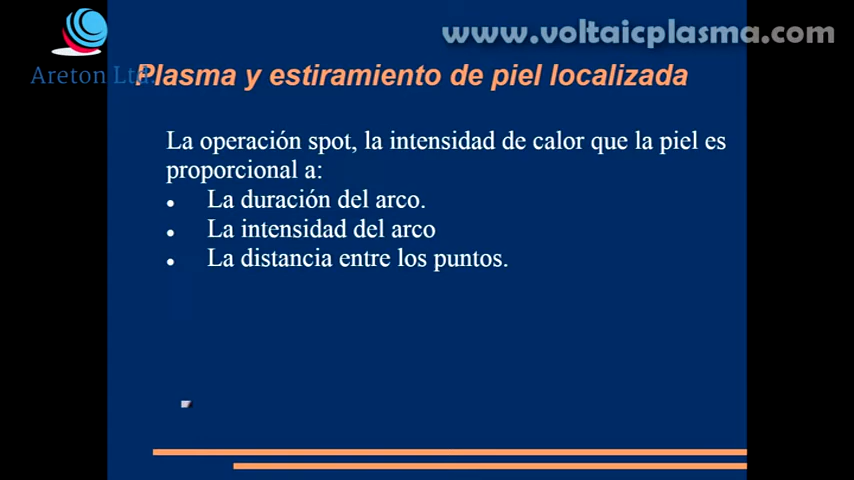 www.voltaicplasma.com
Areton Ltd.
Plasma y estiramiento de piel localizada
La operación spot, la intensidad de calor que la piel es
proporcional a:
La duración del arco.
La intensidad del arco
La distancia entre los puntos.